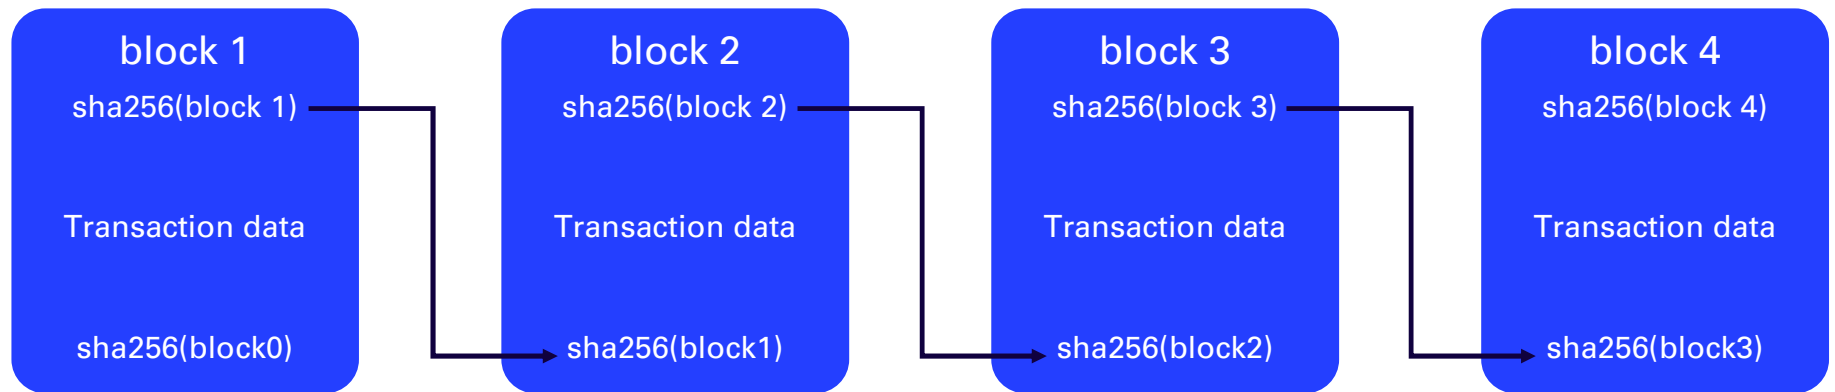 block 1
sha256(block 1)
Transaction data
sha256(block0)
block 2
sha256(block 2)
Transaction data
sha256(block1)
block 3
sha256(block 3)
Transaction data
sha256(block2)
block 4
sha256(block 4)
Transaction data
sha256(block3)